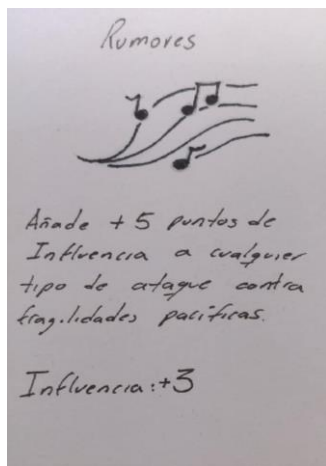 Rumores
Añade +5 puntos de
Influencia a cualquier
tipo de ataque contra
fragilidades pacíficas.
Influencia: +3